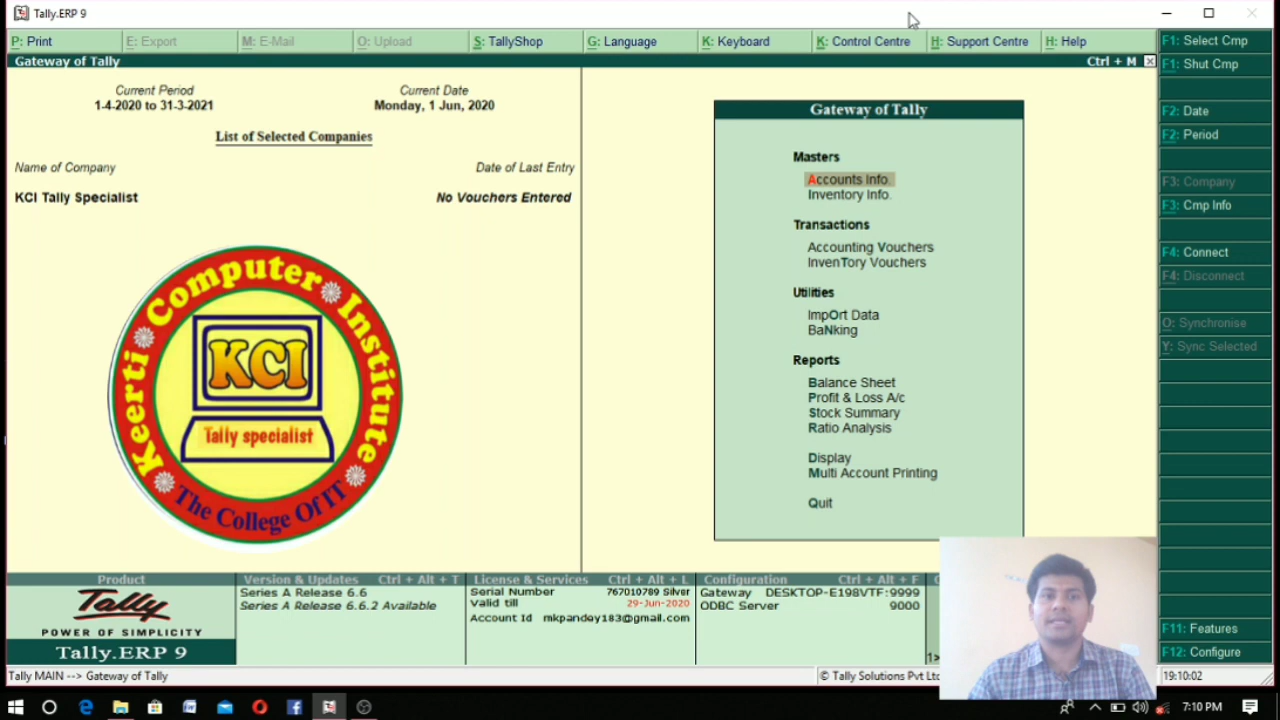 Tally.ERP 9
P: Print
E: Export
M: E-Mail
O: Upload
S: TallyShop
G: Language
K: Keyboard
K: Control Centre
H: Support Centre
H: Help
F1: Select Cmp
F1: Shut Cmp
F2: Date
F2: Period
F3: Company
F3: Cmp Info
F4: Connect
F4: Disconnect
O: Synchronise
Y: Sync Selected
F11: Features
F12: Configure
Gateway of Tally
Ctrl + M
Current Period
1-4-2020 to 31-3-2021
Current Date
Monday, 1 Jun, 2020
List of Selected Companies
Name of Company
Date of Last Entry
KCI Tally Specialist
No Vouchers Entered
Keerti Computer Institute
KCI
Tally specialist
The College Of IT
Gateway of Tally
Masters
Accounts Info.
Inventory Info.
Transactions
Accounting Vouchers
InvenTory Vouchers
Utilities
ImpOrt Data
BaNking
Reports
Balance Sheet
Profit & Loss A/c
Stock Summary
Ratio Analysis
Display
Multi Account Printing
Quit
Product
Tally
POWER OF SIMPLICITY
Tally.ERP 9
Version & Updates Ctrl + Alt + T
Series A Release 6.6
Series A Release 6.6.2 Available
License & Services Ctrl + Alt + L
Serial Number 767010789 Silver
Valid till 29-Jun-2020
Account Id mkpandey183@gmail.com
Configuration Ctrl + Alt + F
Gateway DESKTOP-E198VTF:9999
ODBC Server 9000
1>
Tally MAIN --> Gateway of Tally
© Tally Solutions Pvt Ltd
19:10:02
7:10 PM